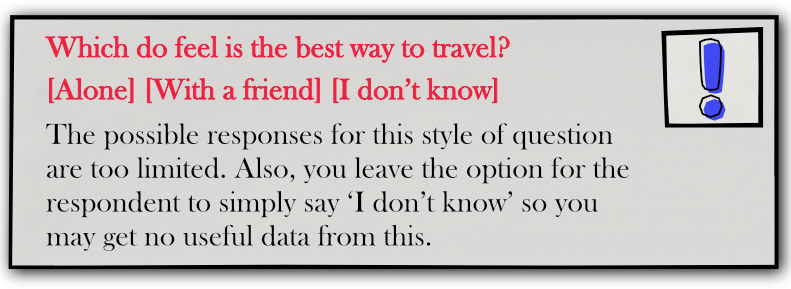 Which do feel is the best way to travel?
[Alone] [With a friend] [I don’t know]
The possible responses for this style of question
are too limited. Also, you leave the option for the
respondent to simply say ‘I don’t know’ so you
may get no useful data from this.
!